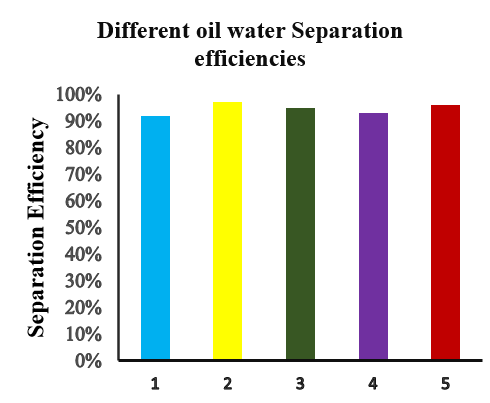 Different oil water Separation
efficiencies
Separation Efficiency
100%
90%
80%
70%
60%
50%
40%
30%
20%
10%
0%
1 2 3 4 5